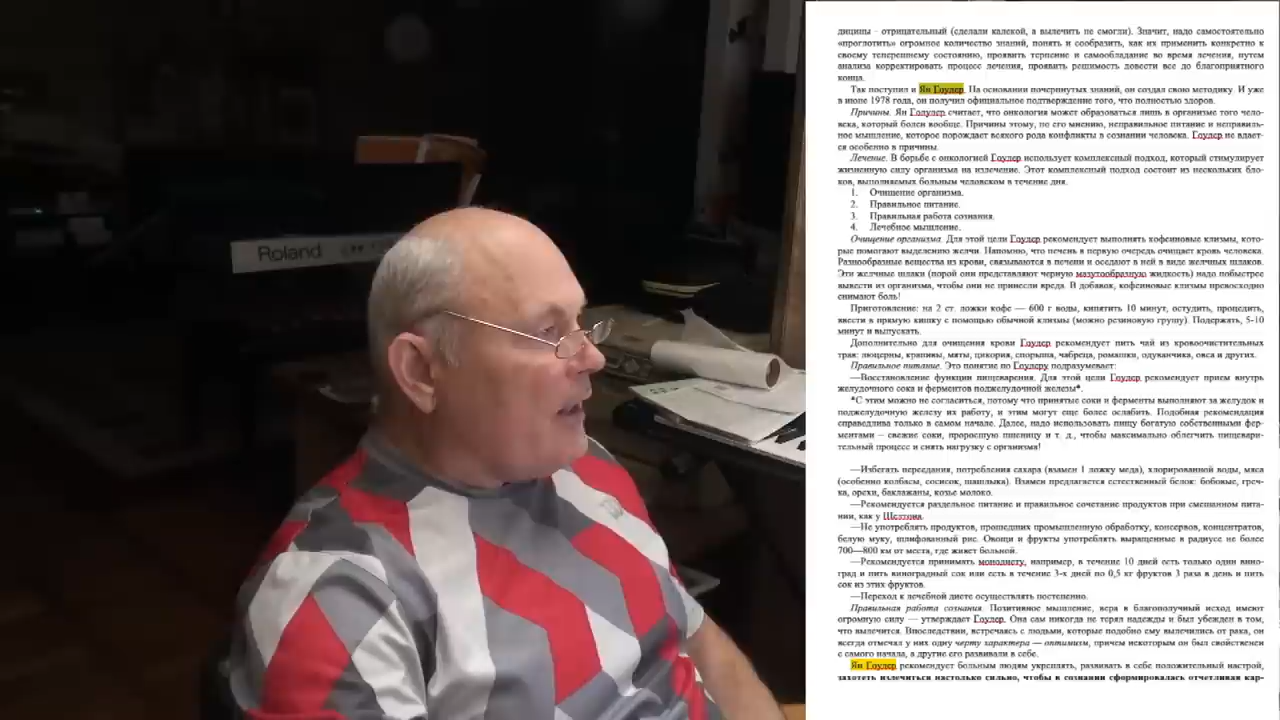 Roland
дицины - отрицательный (сделали калекой, а вылечить не смогли). Значит, надо самостоятельно
«проглотить» огромное количество знаний, понять и сообразить, как их применить конкретно к
своему теперешнему состоянию, проявить терпение и самообладание во время лечения, путем
анализа корректировать процесс лечения, проявить решимость довести все до благоприятного
конца.
Так поступил и Ян Гоулер. На основании почерпнутых знаний, он создал свою методику. И уже
в июне 1978 года, он получил официальное подтверждение того, что полностью здоров.
Причины. Ян Голулер считает, что онкология может образоваться лишь в организме того чело-
века, который болен вообще. Причины этому, по его мнению, неправильное питание и неправиль-
ное мышление, которое порождает всякого рода конфликты в сознании человека. Гоулер не вдает-
ся особенно в причины.
Лечение. В борьбе с онкологией Гоулер использует комплексный подход, который стимулирует
жизненную силу организма на излечение. Этот комплексный подход состоит из нескольких бло-
ков, выполняемых больным человеком в течение дня.
1. Очищение организма.
2. Правильное питание.
3. Правильная работа сознания.
4. Лечебное мышление.
Очищение организма. Для этой цели Гоулер рекомендует выполнять кофеиновые клизмы, кото-
рые помогают выделению желчи. Напомню, что печень в первую очередь очищает кровь человека.
Разнообразные вещества из крови, связываются в печени и оседают в ней в виде желчных шлаков.
Эти желчные шлаки (порой они представляют черную мазутообразную жидкость) надо побыстрее
вывести из организма, чтобы они не принесли вреда. В добавок, кофеиновые клизмы превосходно
снимают боль!
Приготовление: на 2 ст. ложки кофе — 600 г воды, кипятить 10 минут, остудить, процедить,
ввести в прямую кишку с помощью обычной клизмы (можно резиновую грушу). Подержать, 5-10
минут и выпускать.
Дополнительно для очищения крови Гоулер рекомендует пить чай из кровоочистительных
трав: люцерны, крапивы, мяты, цикория, спорыша, чабреца, ромашки, одуванчика, овса и других.
Правильное питание. Это понятие по Гоулеру подразумевает:
—Восстановление функции пищеварения. Для этой цели Гоулер рекомендует прием внутрь
желудочного сока и ферментов поджелудочной железы*.
*С этим можно не согласиться, потому что принятые соки и ферменты выполняют за желудок и
поджелудочную железу их работу, и этим могут еще более ослабить. Подобная рекомендация
справедлива только в самом начале. Далее, надо использовать пищу богатую собственными фер-
ментами – свежие соки, проросшую пшеницу и т. д., чтобы максимально облегчить пищевари-
тельный процесс и снять нагрузку с организма!
—Избегать переедания, потребления сахара (взамен 1 ложку меда), хлорированной воды, мяса
(особенно колбасы, сосисок, шашлыка). Взамен предлагается естественный белок: бобовые, греч-
ка, орехи, баклажаны, козье молоко.
—Рекомендуется раздельное питание и правильное сочетание продуктов при смешанном пита-
нии, как у Шелтона.
—Не употреблять продуктов, прошедших промышленную обработку, консервов, концентратов,
белую муку, шлифованный рис. Овощи и фрукты употреблять выращенные в радиусе не более
700—800 км от места, где живет больной.
—Рекомендуется принимать монодиету, например, в течение 10 дней есть только один вино-
град и пить виноградный сок или есть в течение 3-х дней по 0,5 кг фруктов 3 раза в день и пить
сок из этих фруктов.
—Переход к лечебной диете осуществлять постепенно.
Правильная работа сознания. Позитивное мышление, вера в благополучный исход имеют
огромную силу — утверждает Гоулер. Она сам никогда не терял надежды и был убежден в том,
что вылечится. Впоследствии, встречаясь с людьми, которые подобно ему вылечились от рака, он
всегда отмечал у них одну черту характера — оптимизм, причем некоторым он был свойственен
с самого начала, а другие его развивали в себе.
Ян Гоулер рекомендует больным людям укреплять, развивать в себе положительный настрой,
захотеть излечиться настолько сильно, чтобы в сознании сформировалась отчетливая кар-